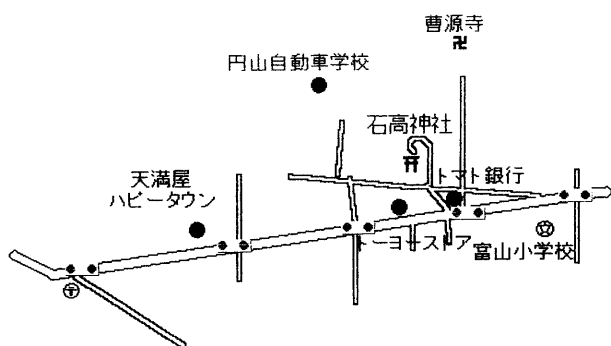 曹源寺
卍
円山自動車学校
石高神社
トマト銀行
天満屋
ハピータウン
トーヨーストア
富山小学校
〒
文